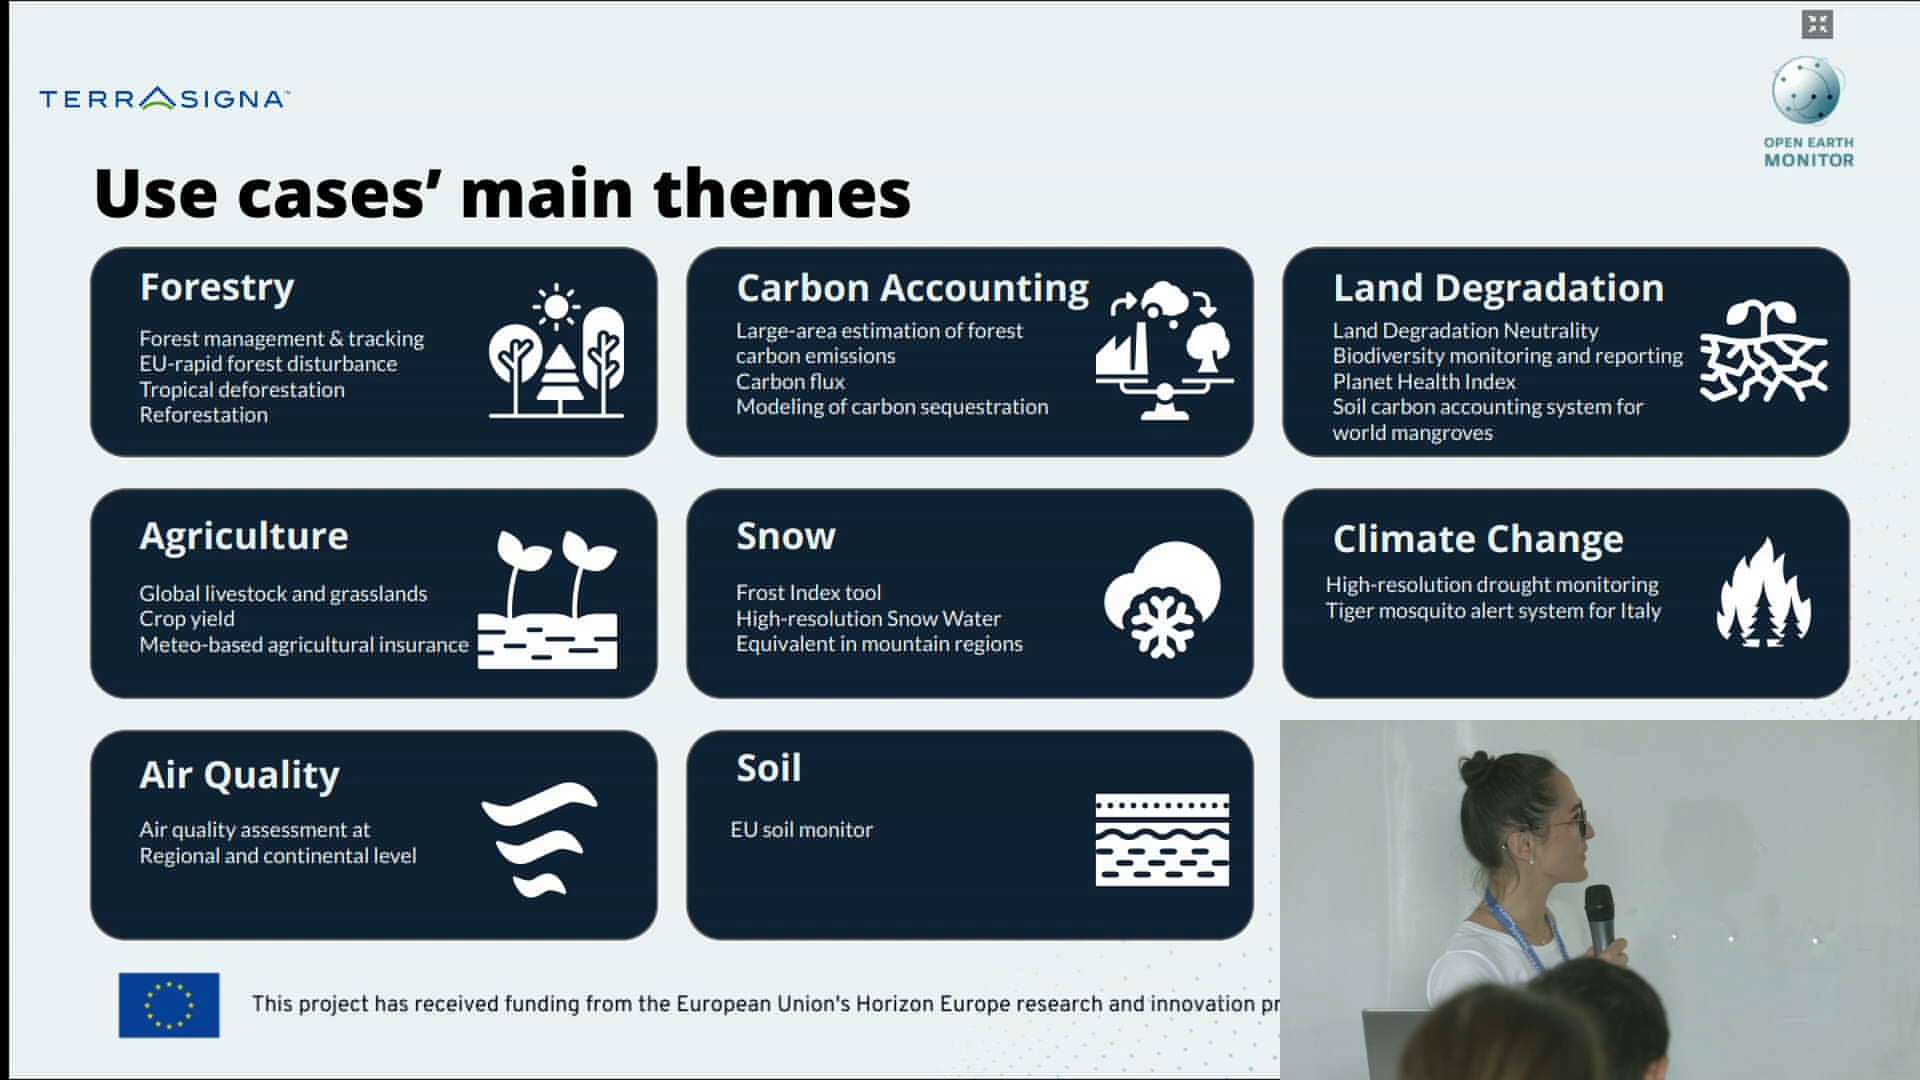 TERRASIGNA™
OPEN EARTH
MONITOR
Use cases’ main themes
Forestry
Forest management & tracking
EU-rapid forest disturbance
Tropical deforestation
Reforestation
Carbon Accounting
Large-area estimation of forest
carbon emissions
Carbon flux
Modeling of carbon sequestration
Land Degradation
Land Degradation Neutrality
Biodiversity monitoring and reporting
Planet Health Index
Soil carbon accounting system for
world mangroves
Agriculture
Global livestock and grasslands
Crop yield
Meteo-based agricultural insurance
Snow
Frost Index tool
High-resolution Snow Water
Equivalent in mountain regions
Climate Change
High-resolution drought monitoring
Tiger mosquito alert system for Italy
Air Quality
Air quality assessment at
Regional and continental level
Soil
EU soil monitor
This project has received funding from the European Union's Horizon Europe research and innovation